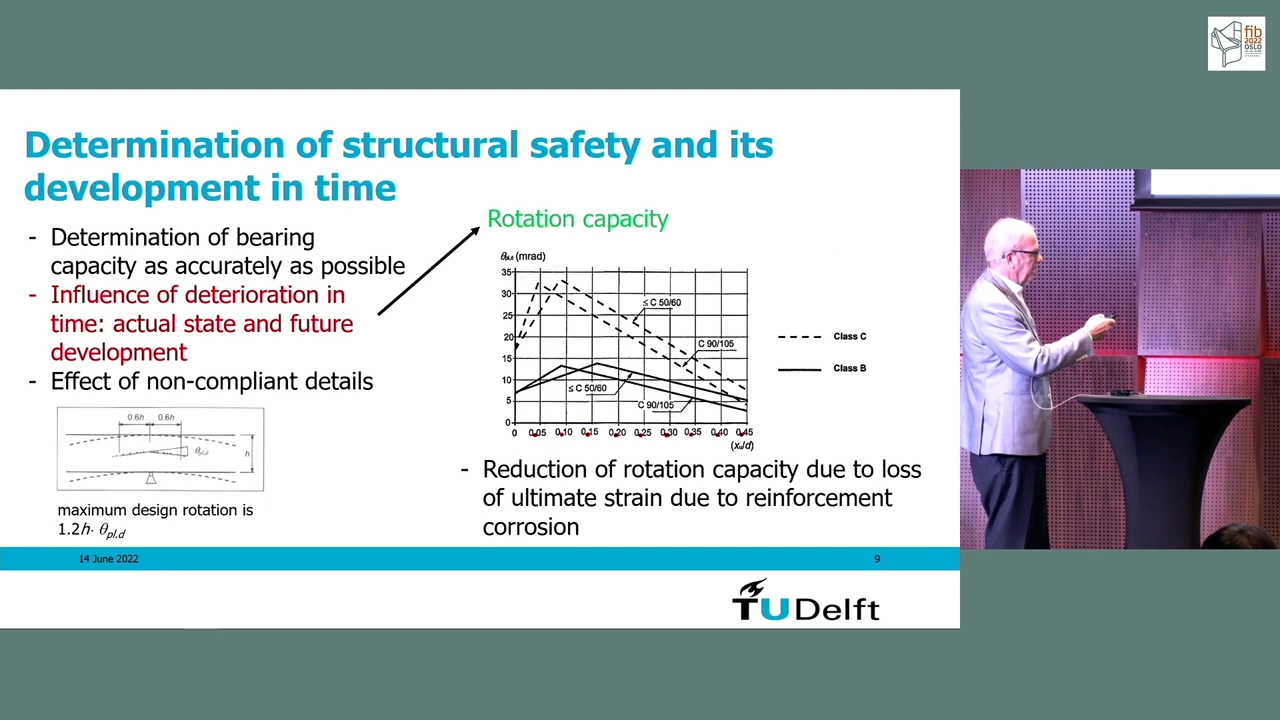 fib
2022
OSLO
Determination of structural safety and its
development in time
- Determination of bearing
capacity as accurately as possible
- Influence of deterioration in
time: actual state and future
development
- Effect of non-compliant details
0.6h 0.6h
θpl,d
h
maximum design rotation is
1.2h· θpl.d
Rotation capacity
θpl,d (mrad)
35
30
25
20
15
10
5
0
≤ C 50/60
C 90/105
≤ C 50/60
C 90/105
0 0,05 0,10 0,15 0,20 0,25 0,30 0,35 0,40 0,45
(xu/d)
Class C
Class B
- Reduction of rotation capacity due to loss
of ultimate strain due to reinforcement
corrosion
14 June 2022
9
TU Delft